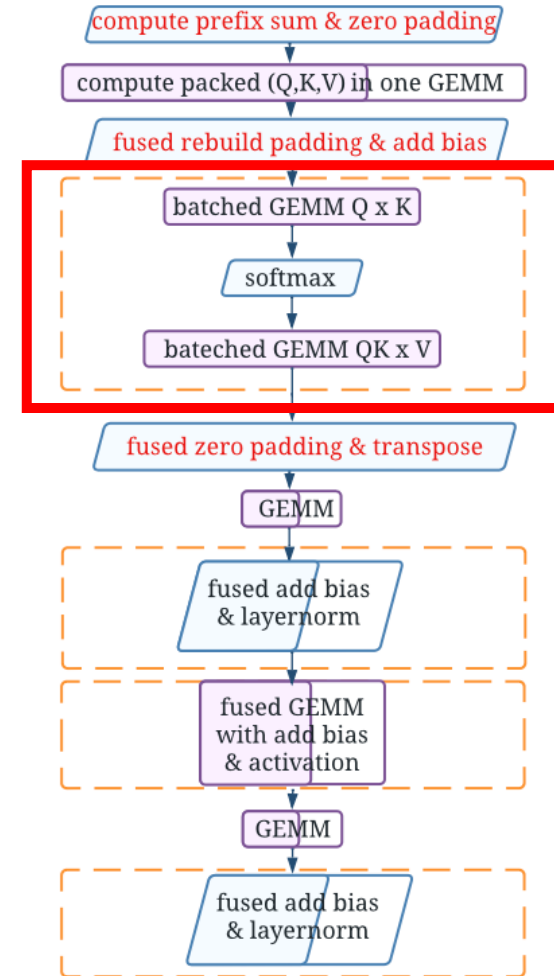 compute prefix sum & zero padding
compute packed (Q,K,V) in one GEMM
fused rebuild padding & add bias
batched GEMM Q x K
softmax
bateched GEMM QK x V
fused zero padding & transpose
GEMM
fused add bias
& layernorm
fused GEMM
with add bias
& activation
GEMM
fused add bias
& layernorm